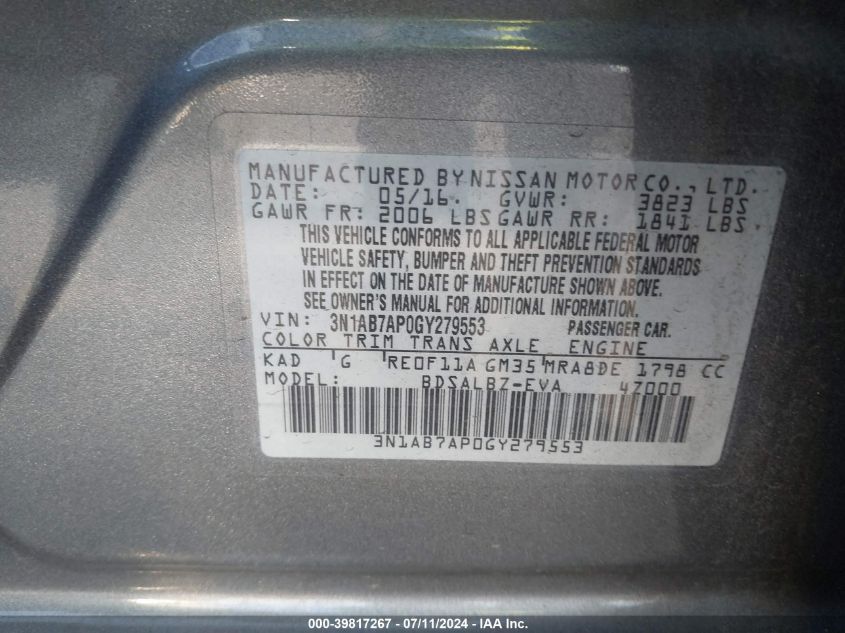 MANUFACTURED BY NISSAN MOTOR CO., LTD.
DATE: 05/16. GVWR: 3823 LBS
GAWR FR: 2006 LBS GAWR RR: 1841 LBS
THIS VEHICLE CONFORMS TO ALL APPLICABLE FEDERAL MOTOR
VEHICLE SAFETY, BUMPER AND THEFT PREVENTION STANDARDS
IN EFFECT ON THE DATE OF MANUFACTURE SHOWN ABOVE.
SEE OWNER'S MANUAL FOR ADDITIONAL INFORMATION.
VIN: 3N1AB7AP0GY279553 PASSENGER CAR.
COLOR TRIM TRANS AXLE ENGINE
KAD G RE0F11A GM35 MRA8DE 1798 CC
MODEL: BDSALBZ-EVA 4Z000
3N1AB7AP0GY279553
000-39817267 - 07/11/2024 - © IAA Holdings, LLC.